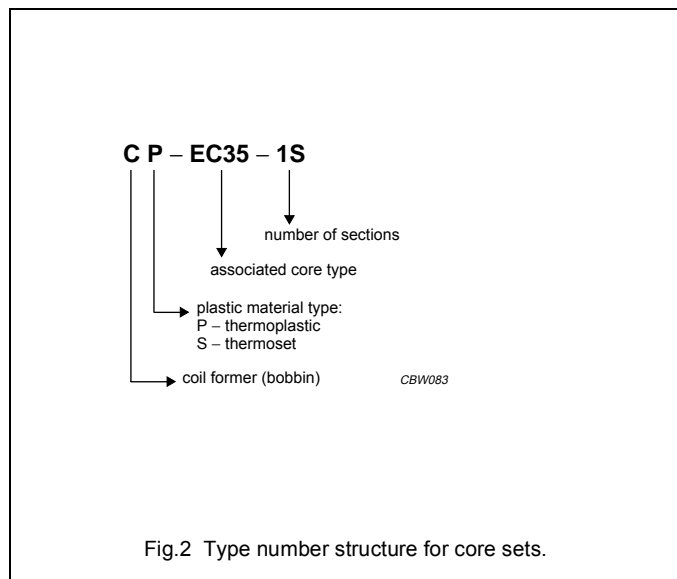 C P – EC35 – 1S
number of sections
associated core type
plastic material type:
P – thermoplastic
S – thermoset
coil former (bobbin)
CBW083
Fig.2 Type number structure for core sets.